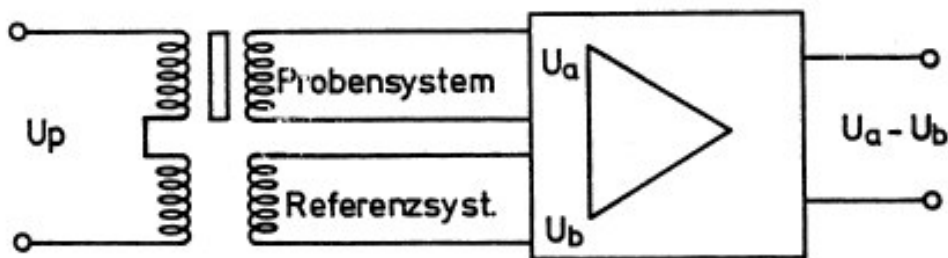 Probensystem
Up
Referenzsyst.
Ua
Ub
Ua - Ub